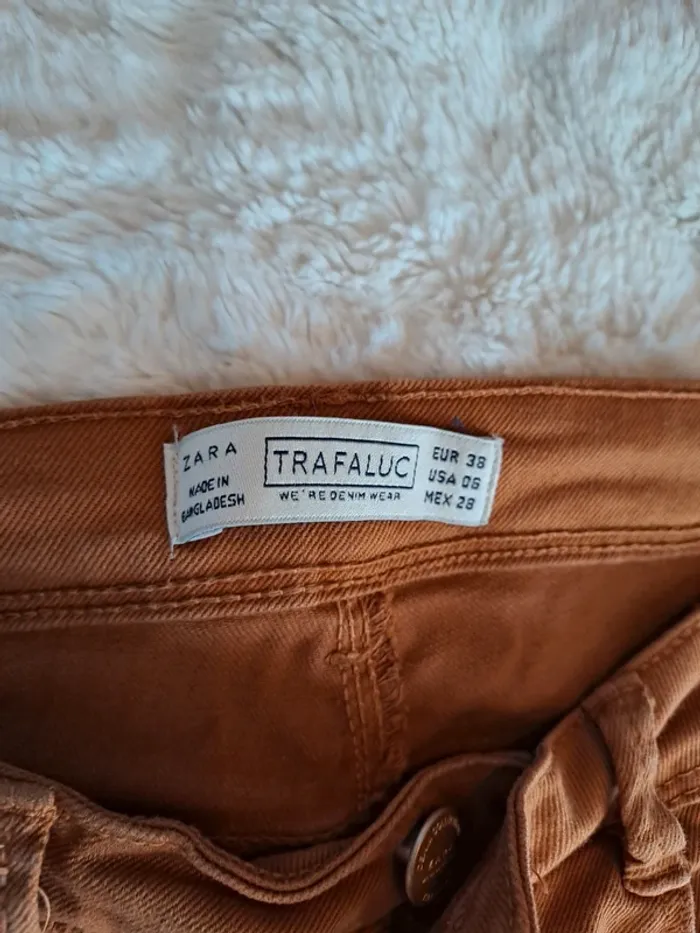 ZARA
MADE IN
BANGLADESH
TRAFALUC
WE'RE DENIM WEAR
EUR 38
USA 06
MEX 28